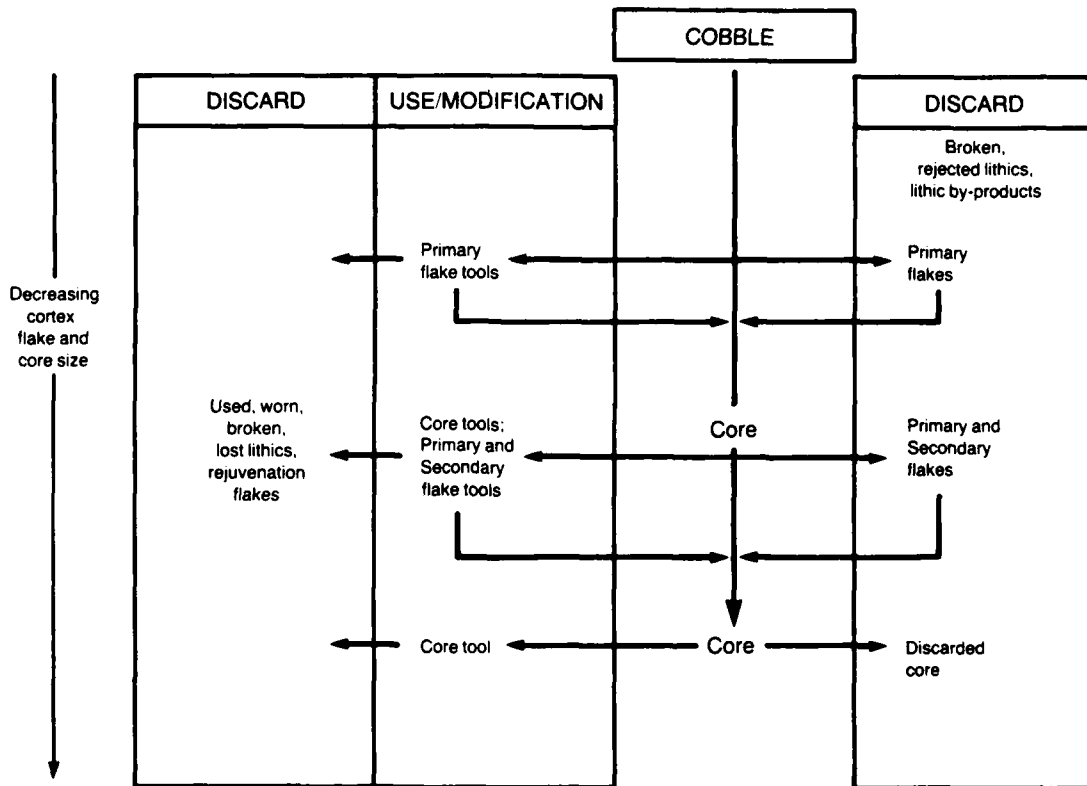 COBBLE
DISCARD
USE/MODIFICATION
DISCARD
Broken,
rejected lithics,
lithic by-products
Primary
flake tools
Primary
flakes
Decreasing
cortex
flake and
core size
Used, worn,
broken,
lost lithics,
rejuvenation
flakes
Core tools;
Primary and
Secondary
flake tools
Core
Primary and
Secondary
flakes
Core tool
Core
Discarded
core